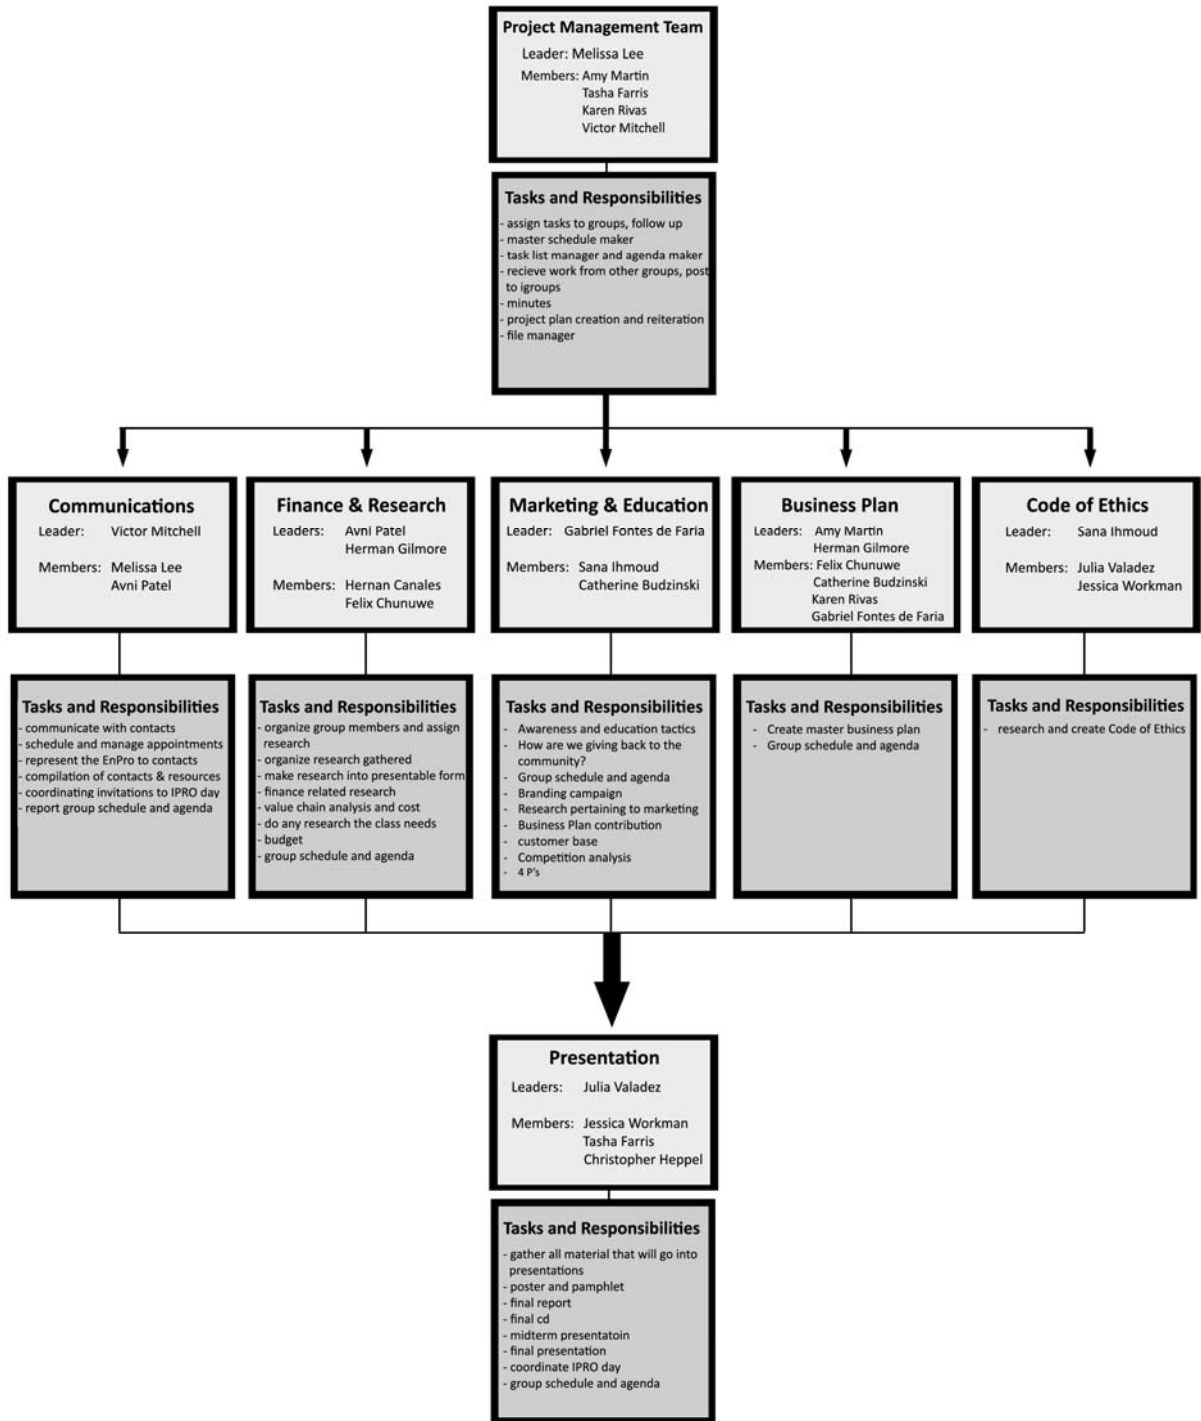 Project Management Team
Leader: Melissa Lee
Members: Amy Martin
Tasha Farris
Karen Rivas
Victor Mitchell
Tasks and Responsibilities
- assign tasks to groups, follow up
- master schedule maker
- task list manager and agenda maker
- recieve work from other groups, post
to igroups
- minutes
- project plan creation and reiteration
- file manager
Communications
Leader: Victor Mitchell
Members: Melissa Lee
Avni Patel
Finance & Research
Leaders: Avni Patel
Herman Gilmore
Members: Hernan Canales
Felix Chunuwe
Marketing & Education
Leader: Gabriel Fontes de Faria
Members: Sana Ihmoud
Catherine Budzinski
Business Plan
Leaders: Amy Martin
Herman Gilmore
Members: Felix Chunuwe
Catherine Budzinski
Karen Rivas
Gabriel Fontes de Faria
Code of Ethics
Leader: Sana Ihmoud
Members: Julia Valadez
Jessica Workman
Tasks and Responsibilities
- communicate with contacts
- schedule and manage appointments
- represent the EnPro to contacts
- compilation of contacts & resources
- coordinating invitations to IPRO day
- report group schedule and agenda
Tasks and Responsibilities
- organize group members and assign
research
- organize research gathered
- make research into presentable form
- finance related research
- value chain analysis and cost
- do any research the class needs
- budget
- group schedule and agenda
Tasks and Responsibilities
- Awareness and education tactics
- How are we giving back to the
community?
- Group schedule and agenda
- Branding campaign
- Research pertaining to marketing
- Business Plan contribution
- customer base
- Competition analysis
- 4 P's
Tasks and Responsibilities
- Create master business plan
- Group schedule and agenda
Tasks and Responsibilities
- research and create Code of Ethics
Presentation
Leaders: Julia Valadez
Members: Jessica Workman
Tasha Farris
Christopher Heppel
Tasks and Responsibilities
- gather all material that will go into
presentations
- poster and pamphlet
- final report
- final cd
- midterm presentatoin
- final presentation
- coordinate IPRO day
- group schedule and agenda